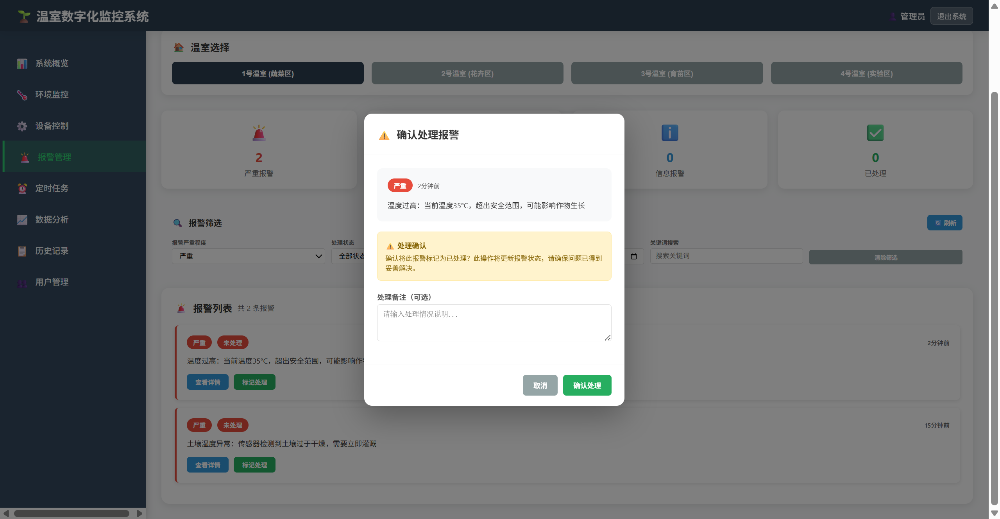 温室数字化监控系统
管理员
退出系统
系统概览
环境监控
设备控制
报警管理
定时任务
数据分析
历史记录
用户管理
温室选择
1号温室 (蔬菜区)
2号温室 (花卉区)
3号温室 (育苗区)
4号温室 (实验区)
2
严重报警
0
信息报警
0
已处理
报警筛选
刷新
报警严重程度
严重
处理状态
全部状态
关键词搜索
搜索关键词...
清除筛选
报警列表 共 2 条报警
严重 未处理
2分钟前
温度过高：当前温度35°C，超出安全范围，可能影响作
查看详情 标记处理
严重 未处理
15分钟前
土壤湿度异常：传感器检测到土壤过于干燥，需要立即灌溉
查看详情 标记处理
确认处理报警
严重 2分钟前
温度过高：当前温度35°C，超出安全范围，可能影响作物生长
处理确认
确认将此报警标记为已处理？此操作将更新报警状态，请确保问题已得到
妥善解决。
处理备注（可选）
请输入处理情况说明...
取消 确认处理